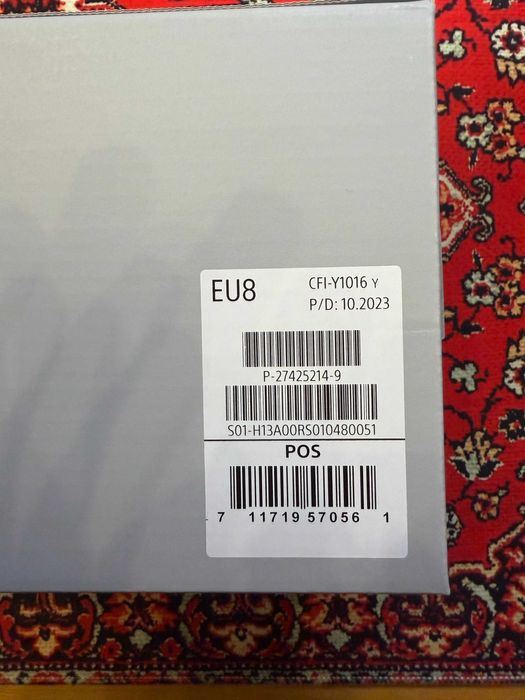 EU8
CFI-Y1016 Y
P/D: 10.2023
P-27425214-9
S01-H13A00RS010480051
POS
7 11719 57056 1